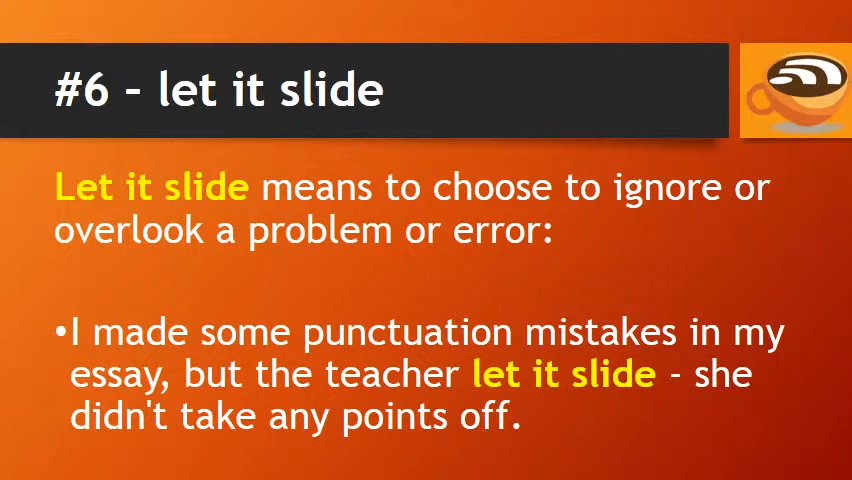 #6 – let it slide
Let it slide means to choose to ignore or
overlook a problem or error:
•I made some punctuation mistakes in my
essay, but the teacher let it slide - she
didn't take any points off.